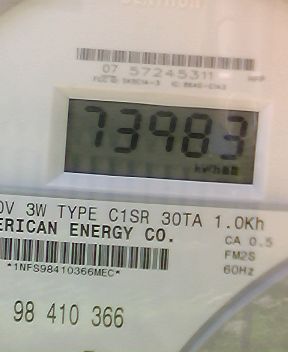 07 57245311
73983
kWh
0V 3W TYPE C1SR 30TA 1.0Kh
ERICAN ENERGY CO.
CA 0.5
FM2S
*1NFS98410366MEC*
60Hz
98 410 366